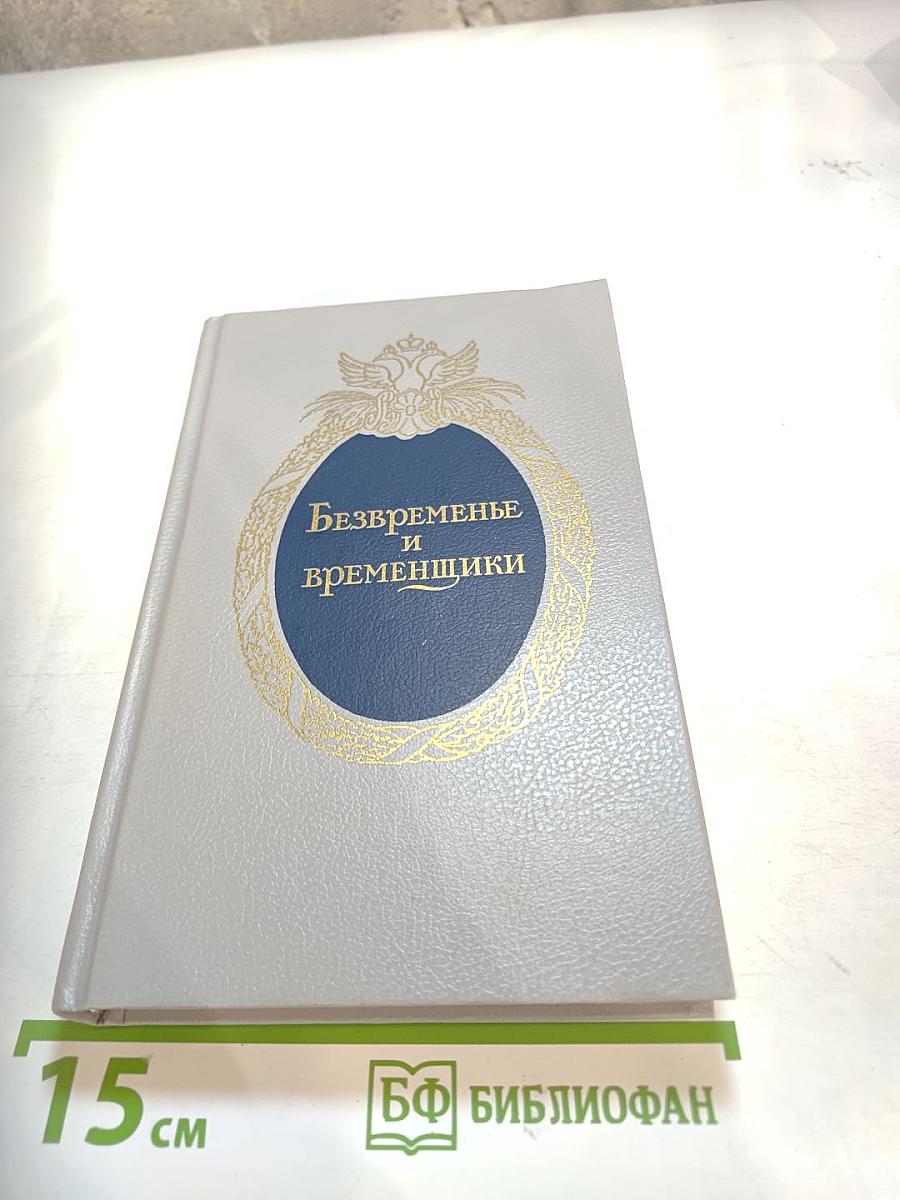 Безвременье
и
временщики
15 см
БФ БИБЛИОФАН